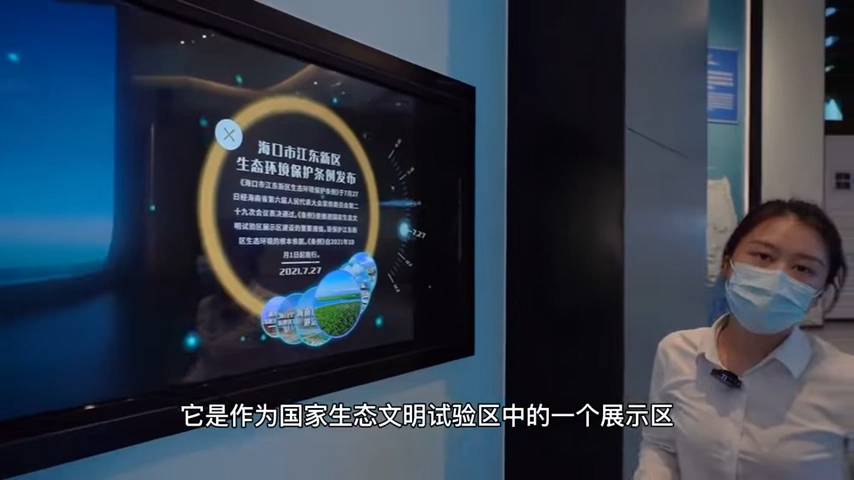 海口市江东新区
生态环境保护条例发布
《海口市江东新区生态环境保护条例》于7月27
日经海南省第六届人民代表大会常务委员会第二
十九次会议表决通过。《条例》是推进国家生态文
明试验区展示区建设的重要措施，是保护江东新
区生态环境的根本依据。《条例》自2021年10
月1日起施行。
2021.7.27
7.27
它是作为国家生态文明试验区中的一个展示区